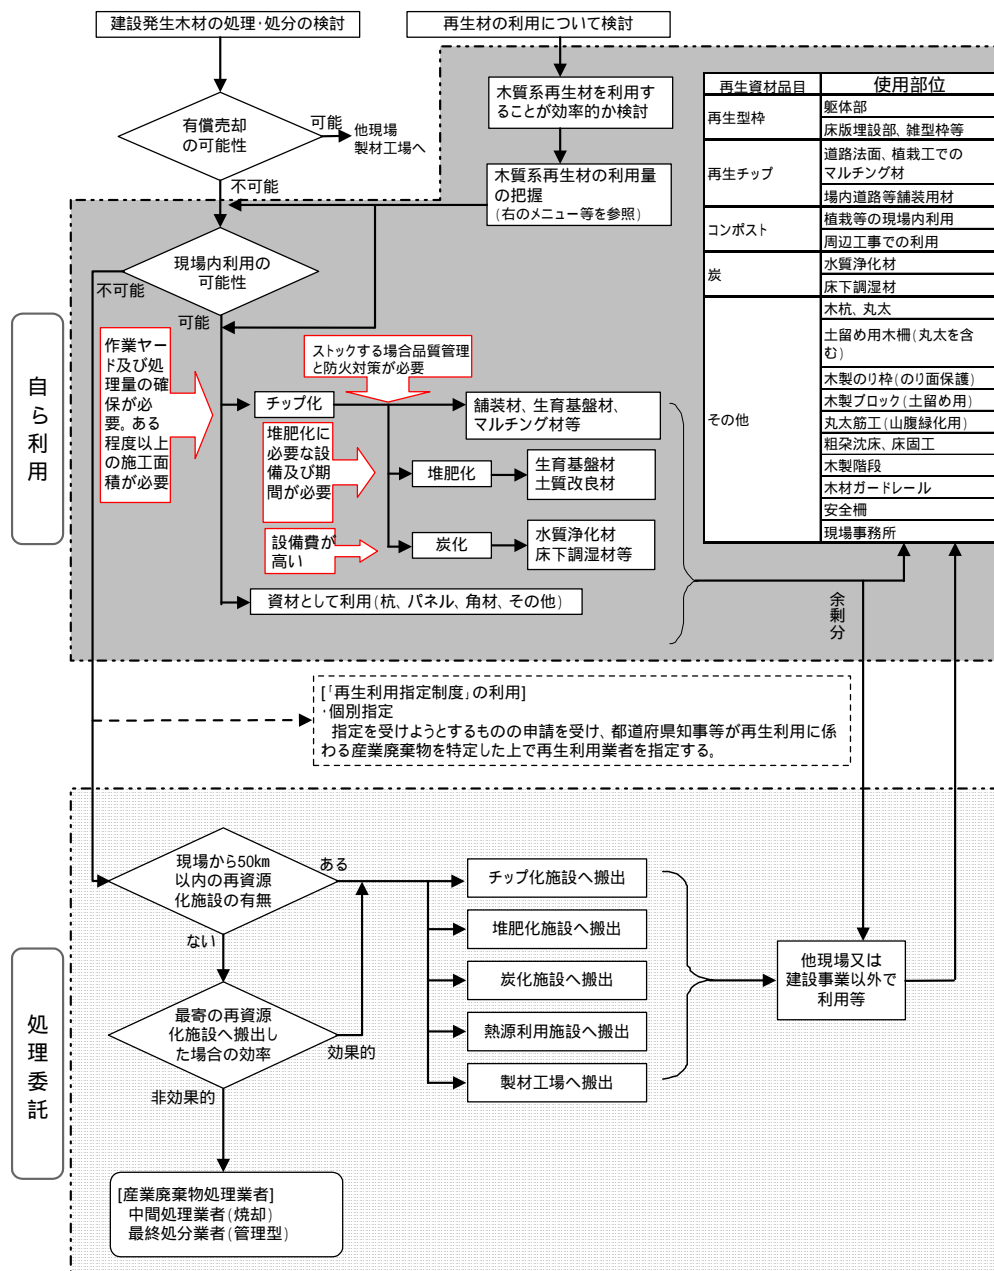 建設発生木材の処理・処分の検討
再生材の利用について検討
有償売却
の可能性
可能
他現場
製材工場へ
不可能
木質系再生材を利用す
ることが効率的か検討
木質系再生材の利用量
の把握
(右のメニュー等を参照)
再生資材品目
使用部位
再生型枠
躯体部
床版埋設部、雑型枠等
再生チップ
道路法面、植栽工での
マルチング材
場内道路等舗装用材
コンポスト
植栽等の現場内利用
周辺工事での利用
炭
水質浄化材
床下調湿材
その他
木杭、丸太
土留め用木柵(丸太を含
む)
木製のり枠(のり面保護)
木製ブロック(土留め用)
丸太筋工(山腹緑化用)
粗朶沈床、床固工
木製階段
木材ガードレール
安全柵
現場事務所
自ら利用
現場内利用の
可能性
不可能
可能
作業ヤー
ド及び処
理量の確
保が必
要。ある
程度以上
の施工面
積が必要
ストックする場合品質管理
と防火対策が必要
チップ化
舗装材、生育基盤材、
マルチング材等
堆肥化に
必要な設
備及び期
間が必要
堆肥化
生育基盤材
土質改良材
設備費が
高い
炭化
水質浄化材
床下調湿材等
資材として利用(杭、パネル、角材、その他)
余剰分
[「再生利用指定制度」の利用]
・個別指定
指定を受けようとするものの申請を受け、都道府県知事等が再生利用に係
わる産業廃棄物を特定した上で再生利用業者を指定する。
処理委託
現場から50km
以内の再資源
化施設の有無
ある
ない
最寄の再資源
化施設へ搬出し
た場合の効率
効果的
非効果的
チップ化施設へ搬出
堆肥化施設へ搬出
炭化施設へ搬出
熱源利用施設へ搬出
製材工場へ搬出
他現場又は
建設事業以外で
利用等
[産業廃棄物処理業者]
中間処理業者(焼却)
最終処分業者(管理型)